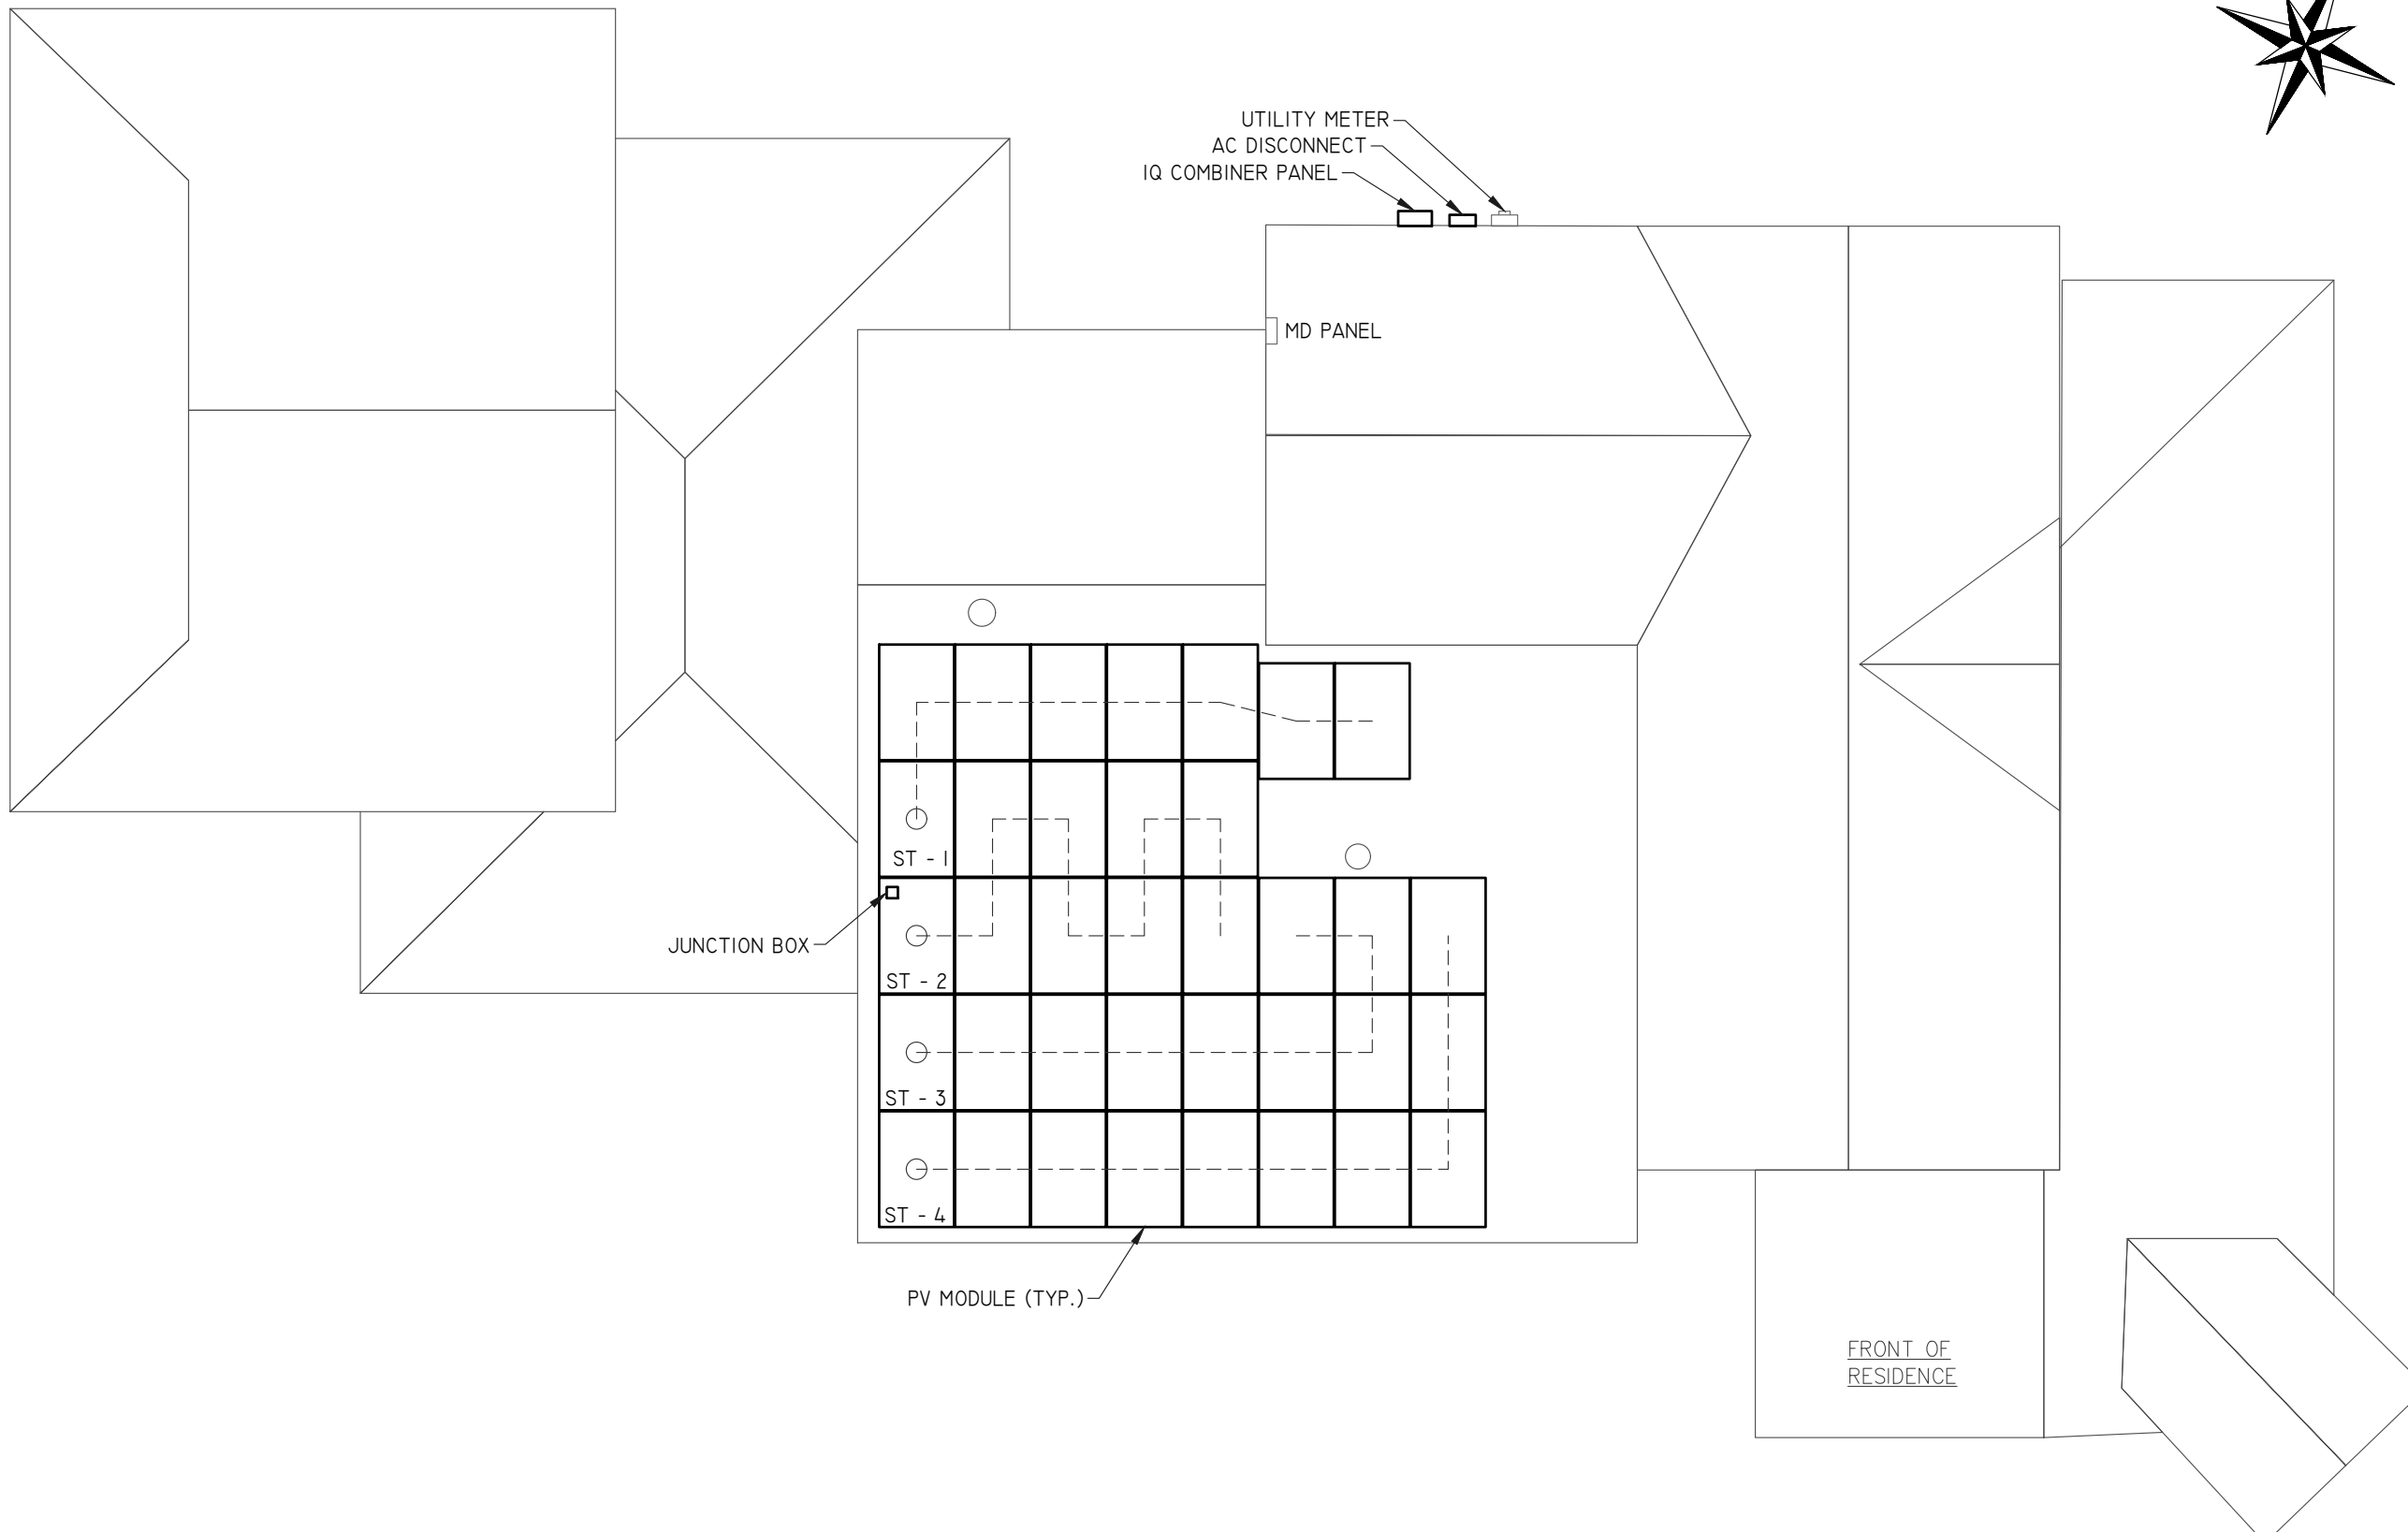 UTILITY METER
AC DISCONNECT
IQ COMBINER PANEL
MD PANEL
ST - 1
JUNCTION BOX
ST - 2
ST - 3
ST - 4
PV MODULE (TYP.)
FRONT OF
RESIDENCE